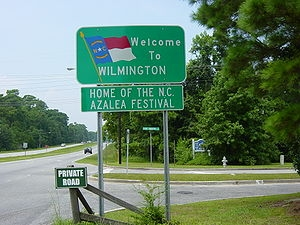 Welcome
To
WILMINGTON
HOME OF THE N.C.
AZALEA FESTIVAL
PRIVATE
ROAD